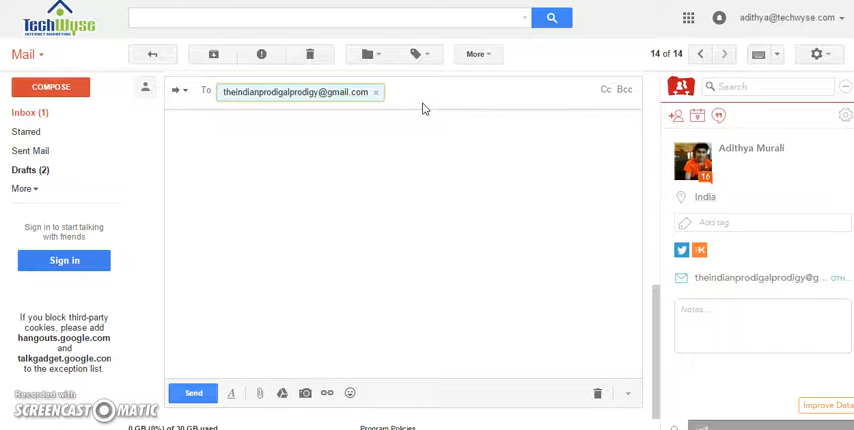 TechWyse
INTERNET MARKETING
adithya@techwyse.com
Mail
More
14 of 14
COMPOSE
To theindianprodigalprodigy@gmail.com ×
Cc Bcc
Search
Inbox (1)
Starred
Sent Mail
Drafts (2)
More
9
Adithya Murali
16
India
Add tag
Sign in to start talking
with friends
Sign in
theindianprodigalprodigy@g... OTH...
Notes...
If you block third-party
cookies, please add
hangouts.google.com
and
talkgadget.google.com
to the exception list.
Send
A
Improve Data
Recorded with
SCREENCAST-O-MATIC
0 GB (0%) of 30 GB used
Program Policies